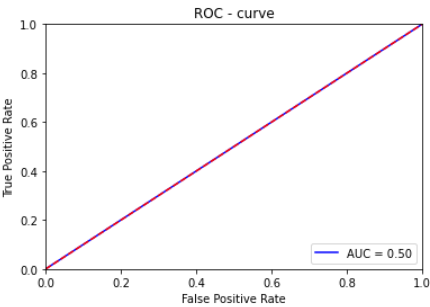 ROC - curve
True Positive Rate
1.0
0.8
0.6
0.4
0.2
0.0
AUC = 0.50
0.0 0.2 0.4 0.6 0.8 1.0
False Positive Rate